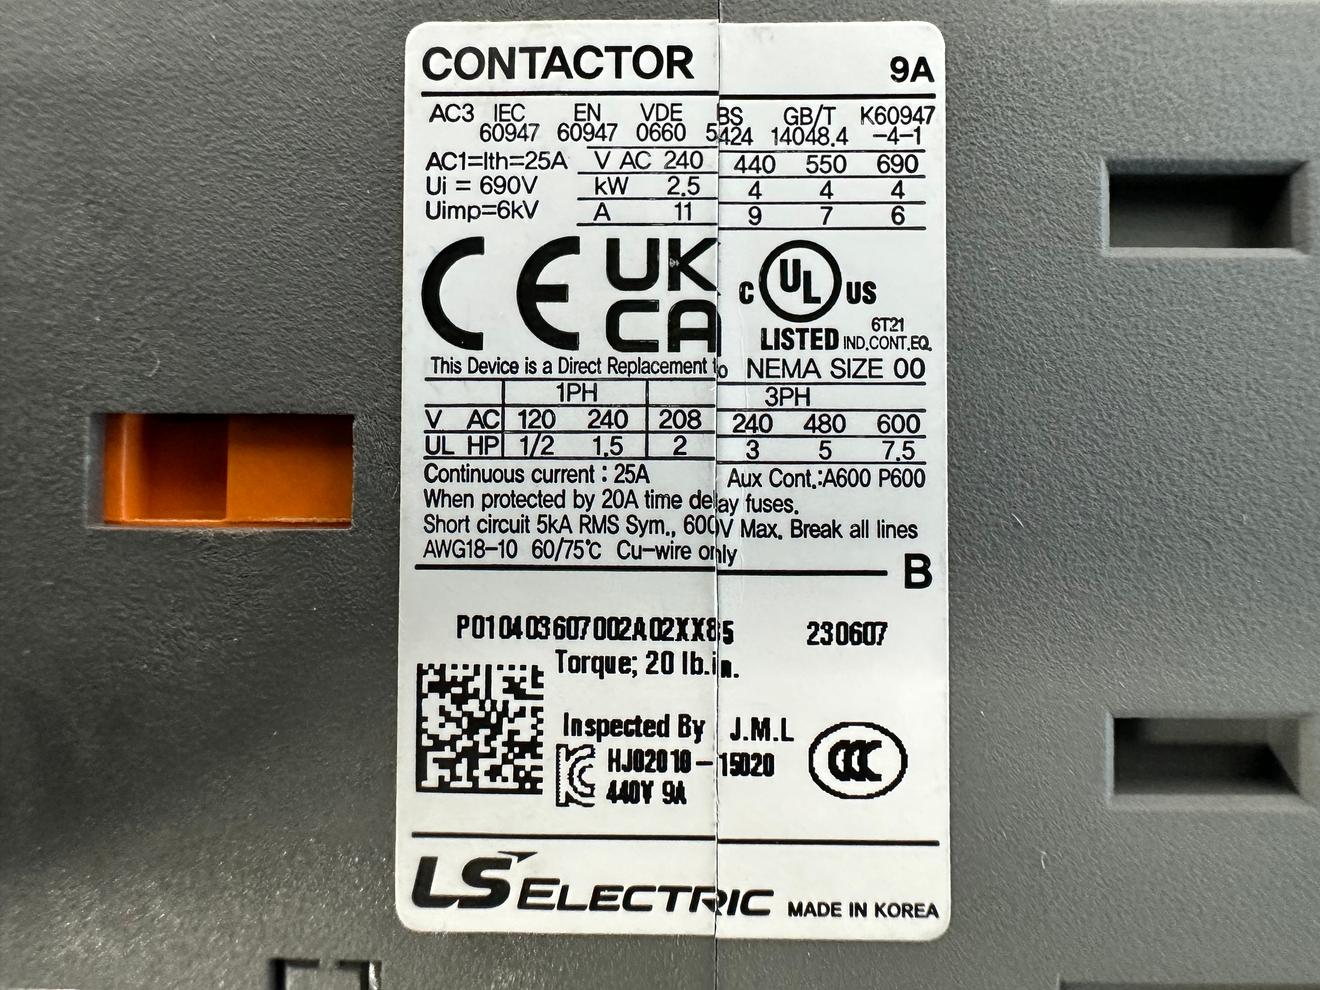 CONTACTOR 9A
AC3 IEC EN VDE BS GB/T K60947
60947 60947 0660 5424 14048.4 -4-1
AC1=Ith=25A V AC 240 440 550 690
Ui = 690V kW 2.5 4 4 4
Uimp=6kV A 11 9 7 6
CE UK CA C UL US
LISTED 6T21 IND.CONT.EQ.
This Device is a Direct Replacement to NEMA SIZE 00
1PH 3PH
V AC 120 240 208 240 480 600
UL HP 1/2 1.5 2 3 5 7.5
Continuous current : 25A Aux Cont.:A600 P600
When protected by 20A time delay fuses.
Short circuit 5kA RMS Sym., 600V Max. Break all lines
AWG18-10 60/75℃ Cu-wire only
B
P010403607002A02XX85 230607
Torque; 20 lb.in.
Inspected By J.M.L
KC HJ02018-15020 CCC
440V 9A
LS ELECTRIC MADE IN KOREA